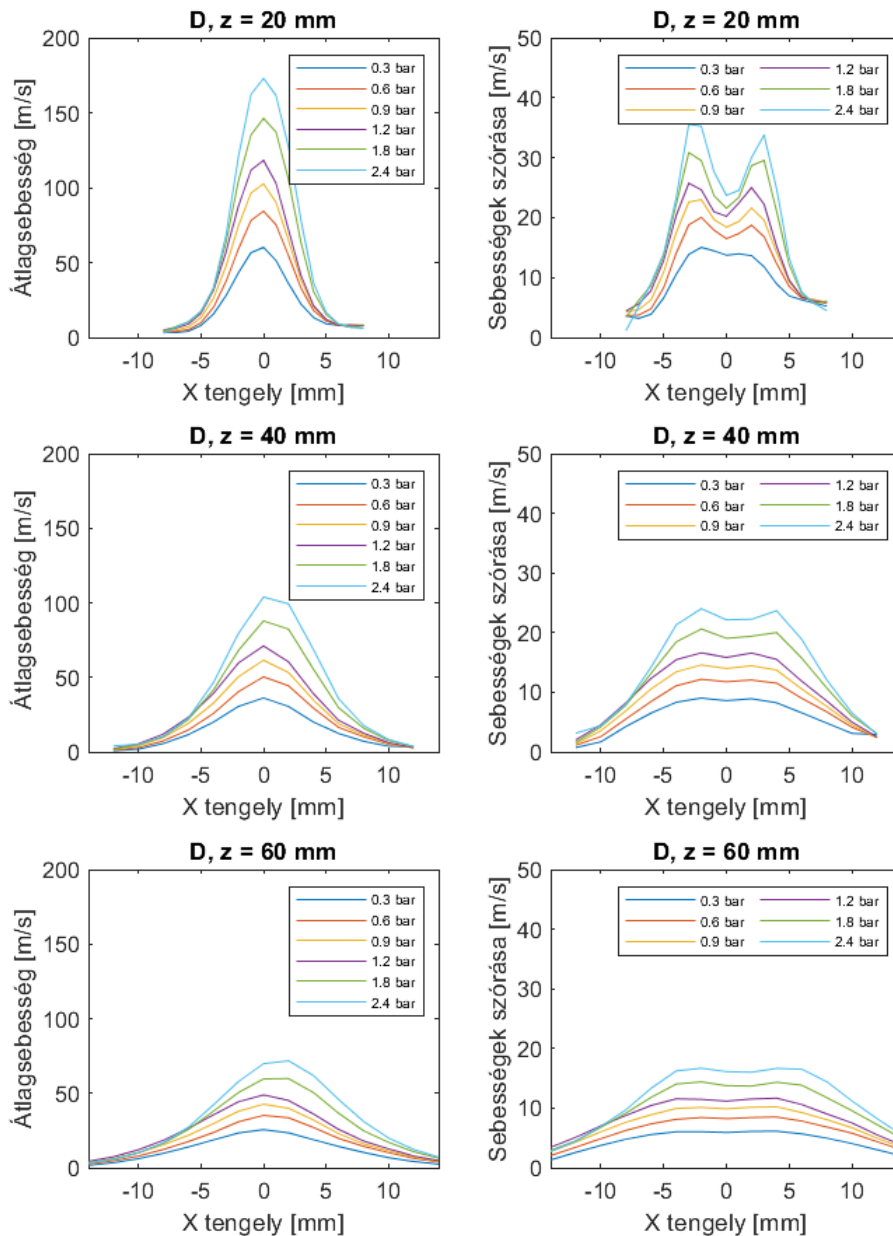 D, z = 20 mm
Átlagsebesség [m/s]
200
150
100
50
0
-10 -5 0 5 10
X tengely [mm]
0.3 bar
0.6 bar
0.9 bar
1.2 bar
1.8 bar
2.4 bar
D, z = 20 mm
Sebességek szórása [m/s]
50
40
30
20
10
0
-10 -5 0 5 10
X tengely [mm]
0.3 bar 1.2 bar
0.6 bar 1.8 bar
0.9 bar 2.4 bar
D, z = 40 mm
Átlagsebesség [m/s]
200
150
100
50
0
-10 -5 0 5 10
X tengely [mm]
0.3 bar
0.6 bar
0.9 bar
1.2 bar
1.8 bar
2.4 bar
D, z = 40 mm
Sebességek szórása [m/s]
50
40
30
20
10
0
-10 -5 0 5 10
X tengely [mm]
0.3 bar 1.2 bar
0.6 bar 1.8 bar
0.9 bar 2.4 bar
D, z = 60 mm
Átlagsebesség [m/s]
200
150
100
50
0
-10 -5 0 5 10
X tengely [mm]
0.3 bar
0.6 bar
0.9 bar
1.2 bar
1.8 bar
2.4 bar
D, z = 60 mm
Sebességek szórása [m/s]
50
40
30
20
10
0
-10 -5 0 5 10
X tengely [mm]
0.3 bar 1.2 bar
0.6 bar 1.8 bar
0.9 bar 2.4 bar